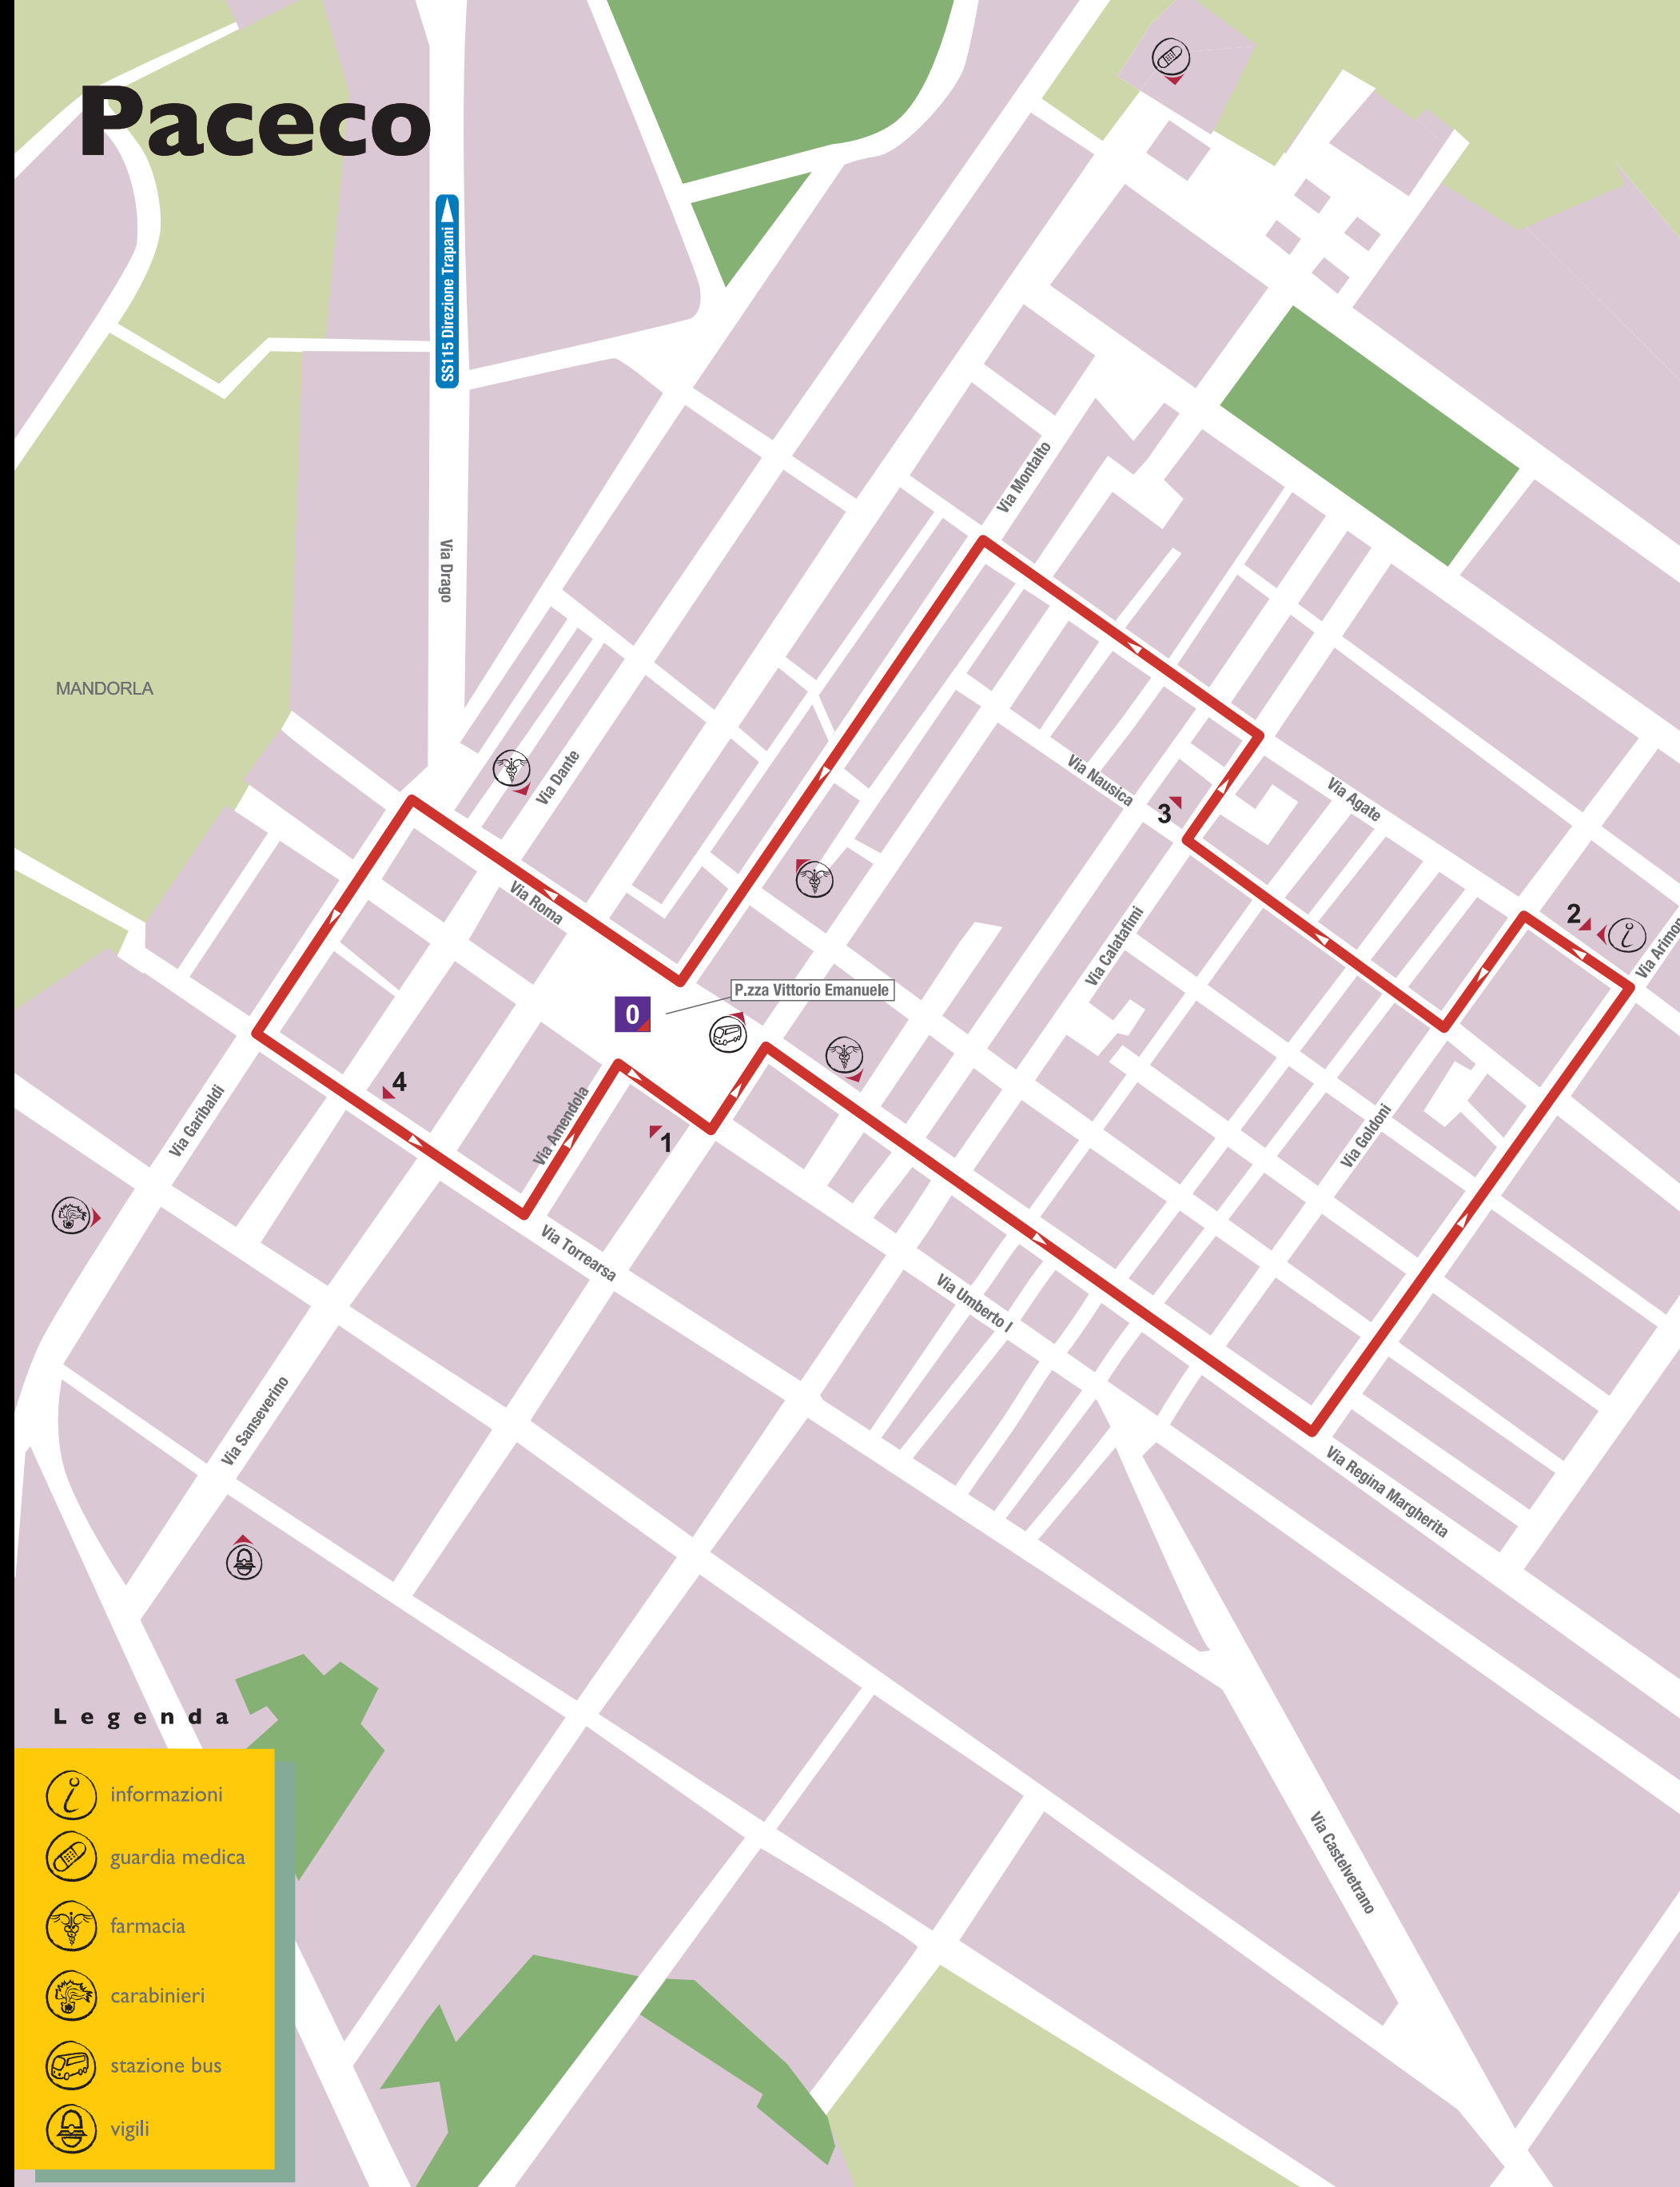 Paceco
SS115 Direzione Trapani
Via Montalto
Via Drago
MANDORLA
Via Dante
Via Nausica
Via Agate
3
Via Roma
2
Via Calatafimi
Via Arimon
P.zza Vittorio Emanuele
0
4
Via Garibaldi
Via Amendola
1
Via Goldoni
Via Torrearsa
Via Umberto I
Via Sanseverino
Via Regina Margherita
Via Castelvetrano
Legenda
informazioni
guardia medica
farmacia
carabinieri
stazione bus
vigili